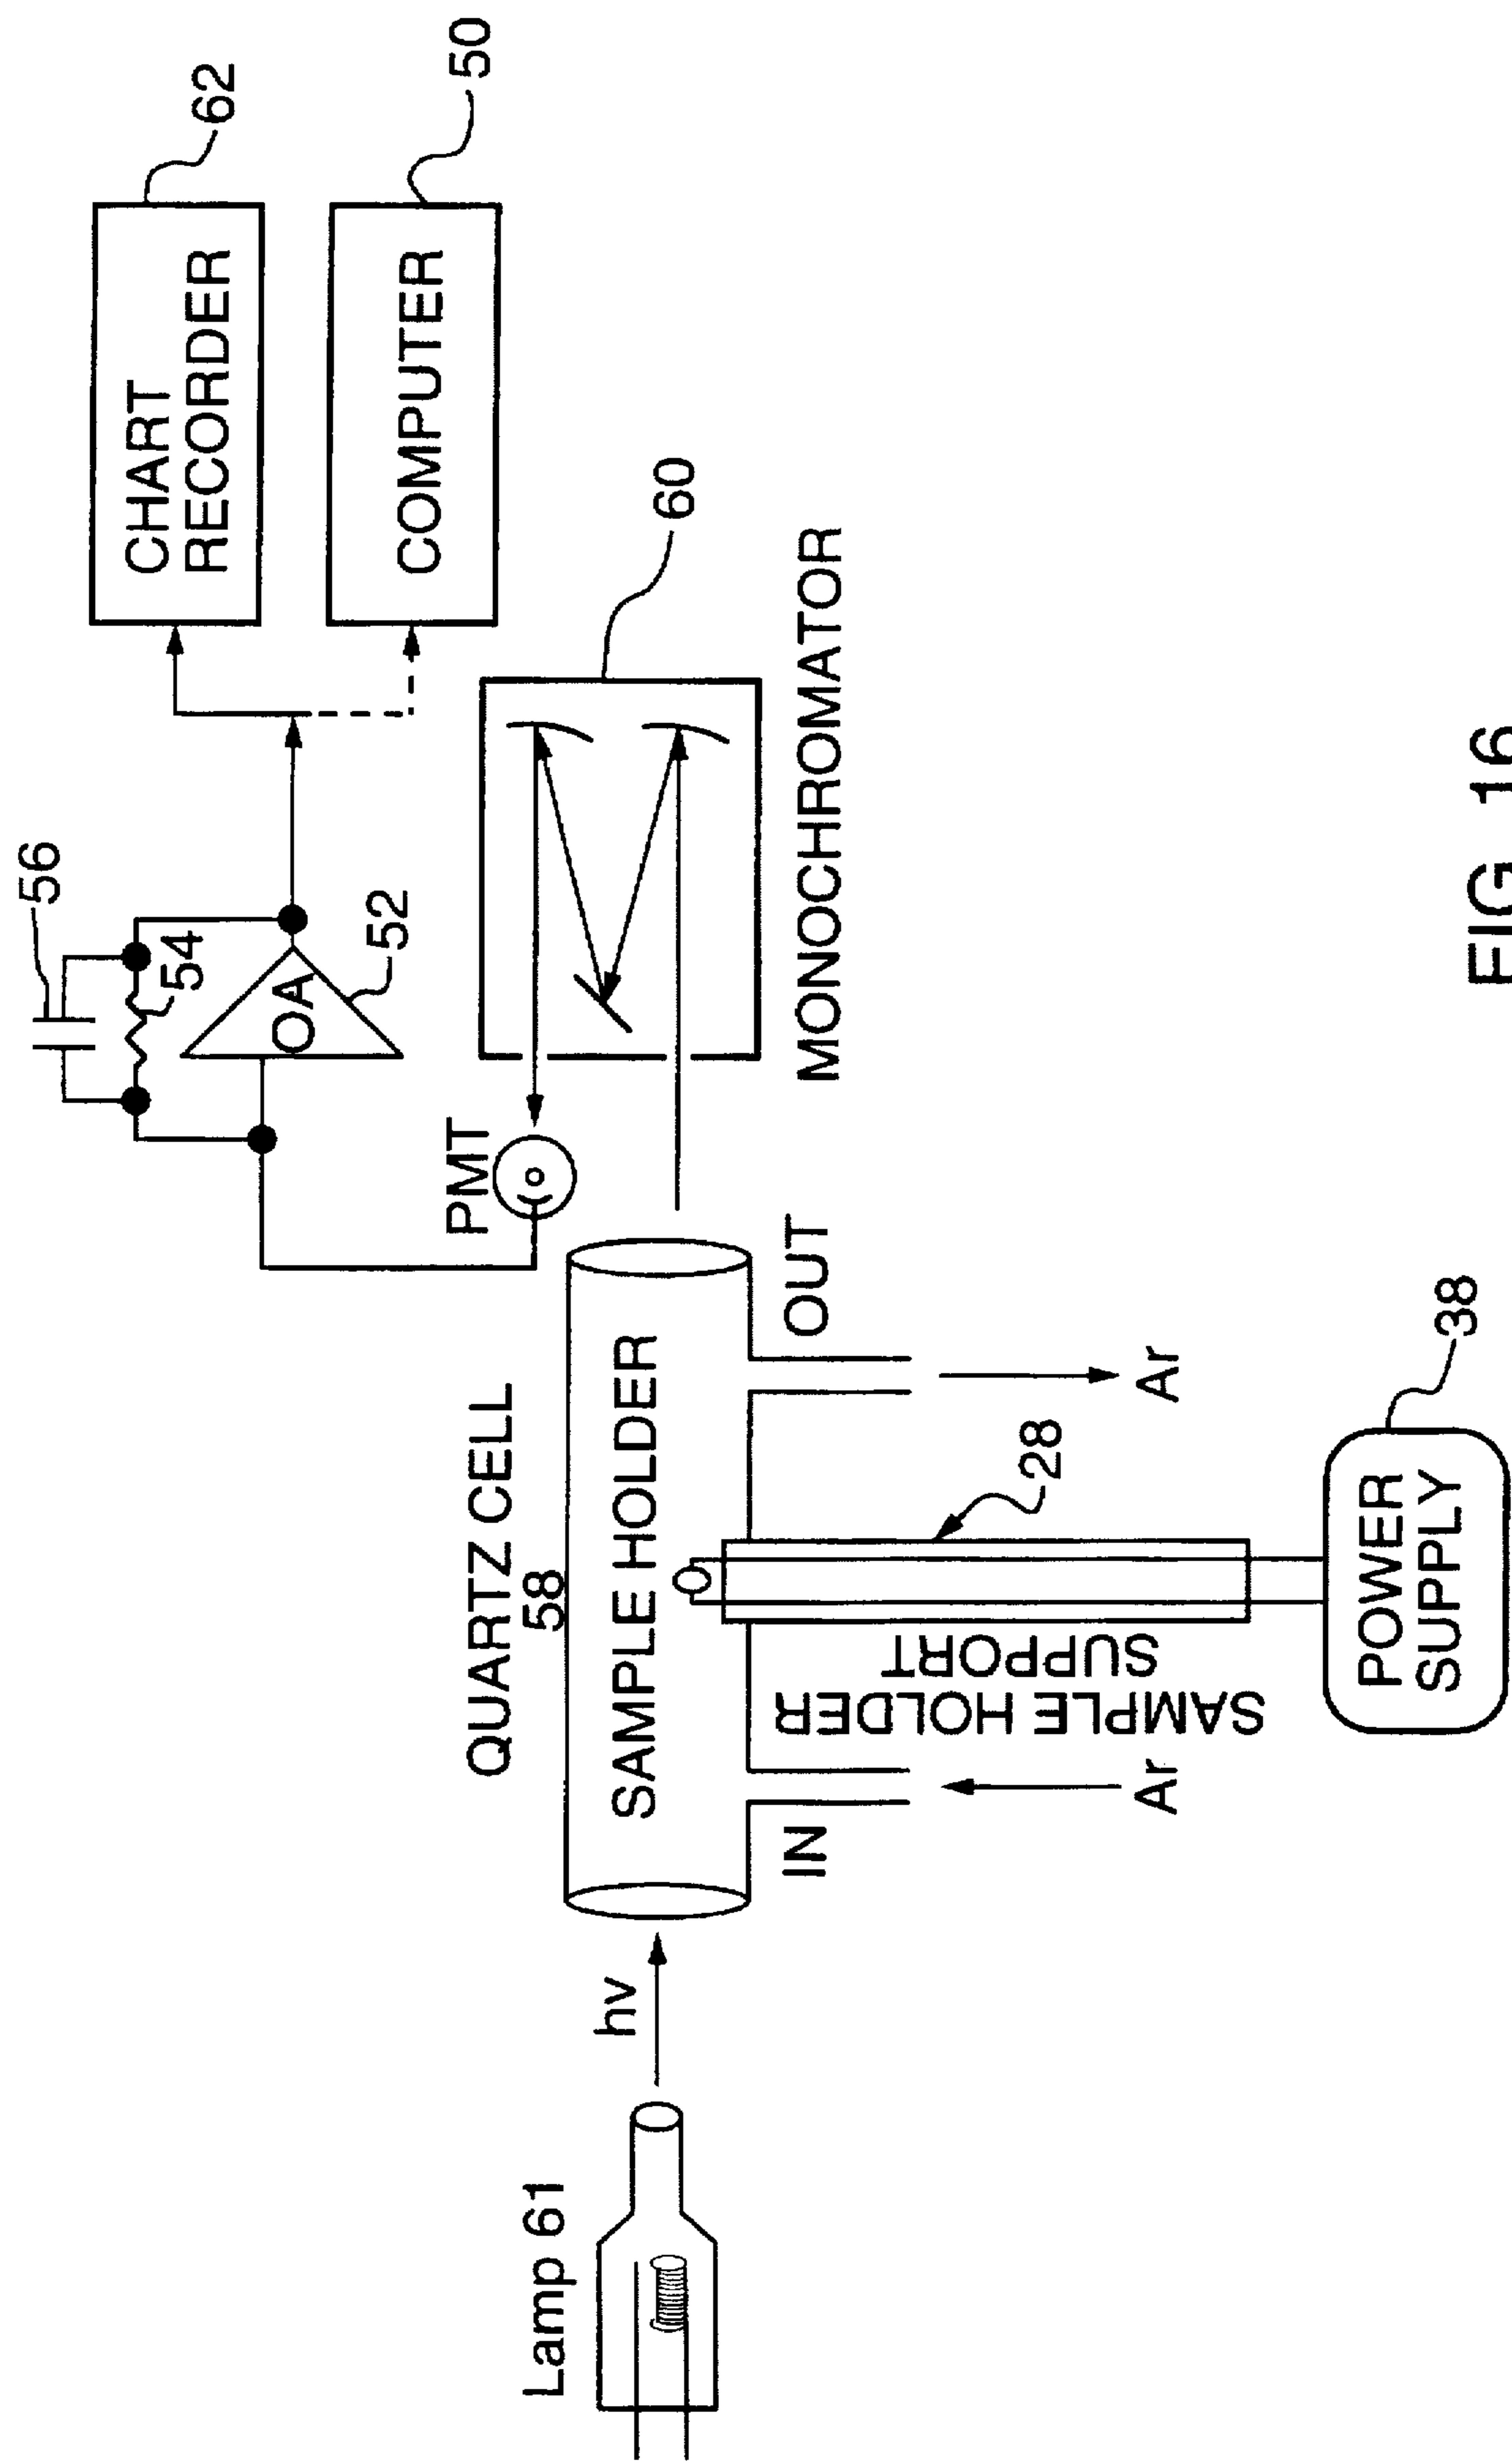 56
62
CHART
RECORDER
54
OA
52
50
COMPUTER
PMT
60
MONOCHROMATOR
QUARTZ CELL
58
SAMPLE HOLDER
Lamp 61
hv
IN
OUT
Ar
Ar
SAMPLE HOLDER
SUPPORT
28
38
POWER
SUPPLY
FIG. 16